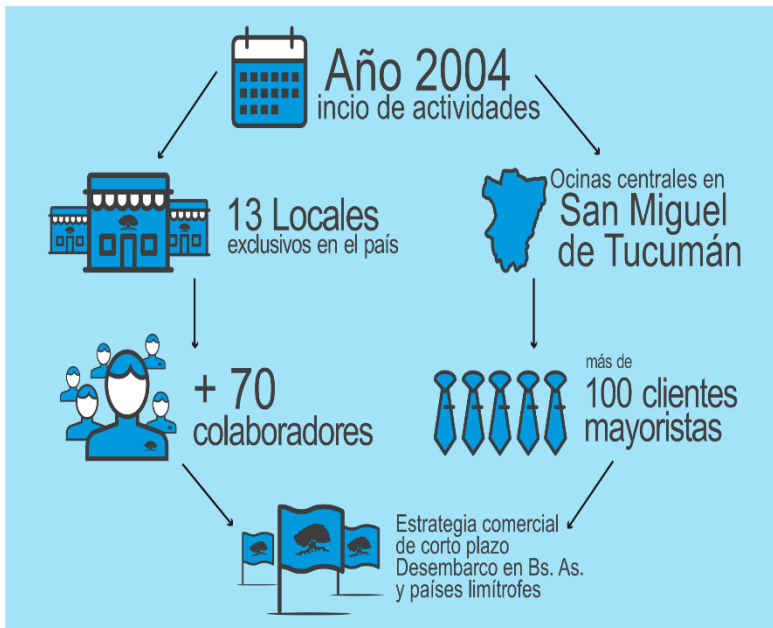 Año 2004
incio de actividades
13 Locales
exclusivos en el país
Ocinas centrales en
San Miguel
de Tucumán
+ 70
colaboradores
más de
100 clientes
mayoristas
Estrategia comercial
de corto plazo
Desembarco en Bs. As.
y países limítrofes